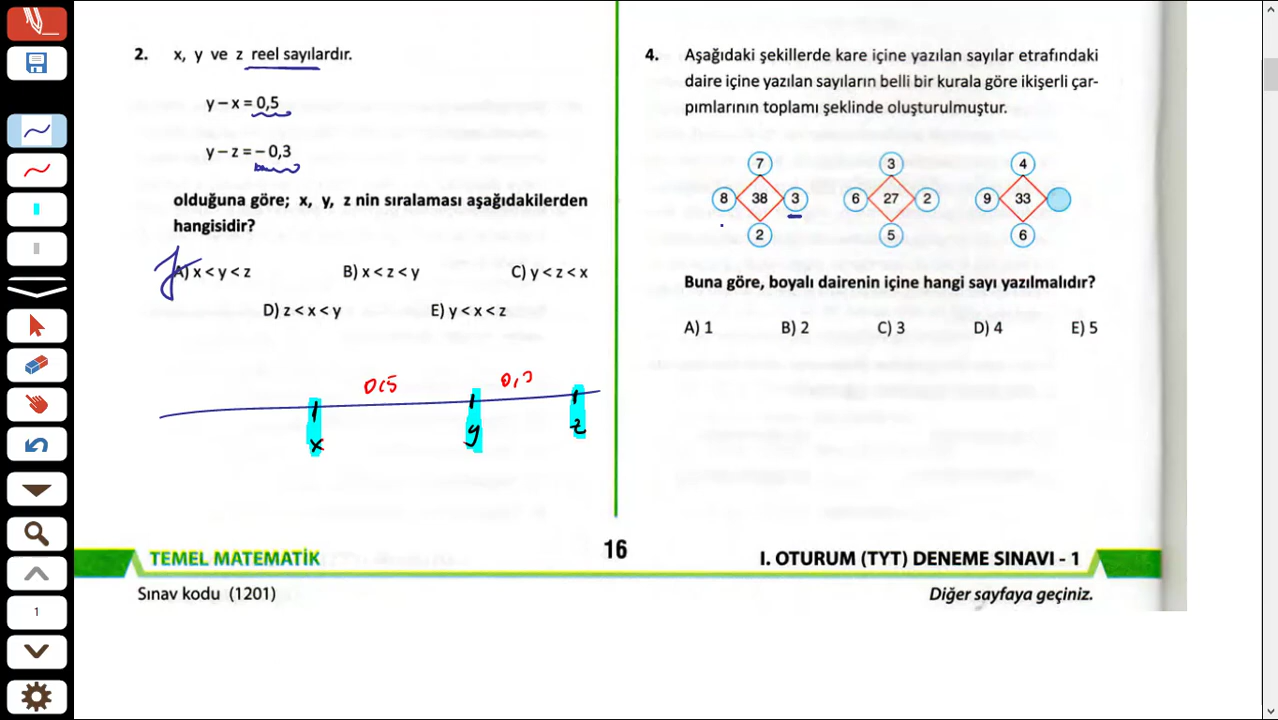 2. x, y ve z reel sayılardır.
y – x = 0,5
y – z = – 0,3
olduğuna göre; x, y, z nin sıralaması aşağıdakilerden
hangisidir?
A) x < y < z B) x < z < y C) y < z < x
D) z < x < y E) y < x < z
0,5
x y z
4. Aşağıdaki şekillerde kare içine yazılan sayılar etrafındaki
daire içine yazılan sayıların belli bir kurala göre ikişerli çar-
pımlarının toplamı şeklinde oluşturulmuştur.
7 3 4
8 38 3 6 27 2 9 33
2 5 6
Buna göre, boyalı dairenin içine hangi sayı yazılmalıdır?
A) 1 B) 2 C) 3 D) 4 E) 5
TEMEL MATEMATİK 16 I. OTURUM (TYT) DENEME SINAVI - 1
Sınav kodu (1201) Diğer sayfaya geçiniz.
1